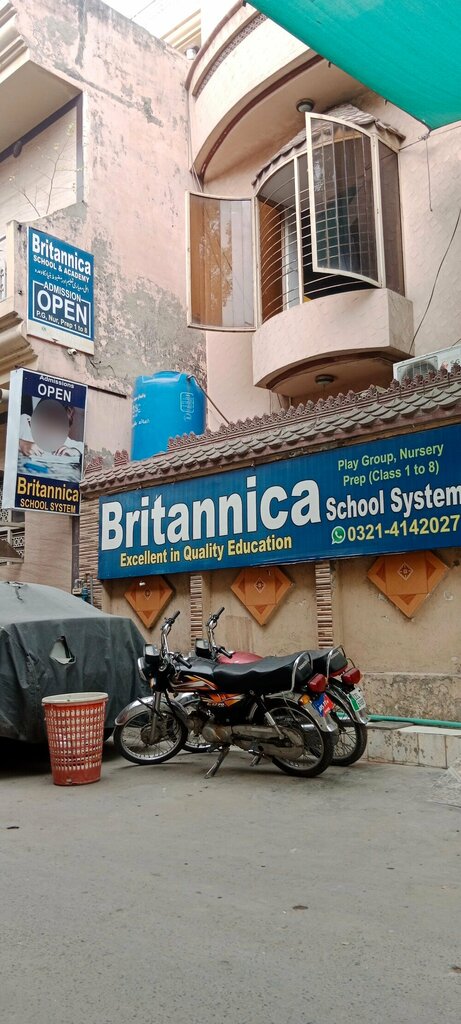 Britannica
SCHOOL & ACADEMY
ADMISSION
OPEN
P.G, Nur, Prep 1 to 8
Admissions
OPEN
Britannica
SCHOOL SYSTEM
Britannica
School System
Play Group, Nursery
Prep (Class 1 to 8)
0321-4142027
Excellent in Quality Education